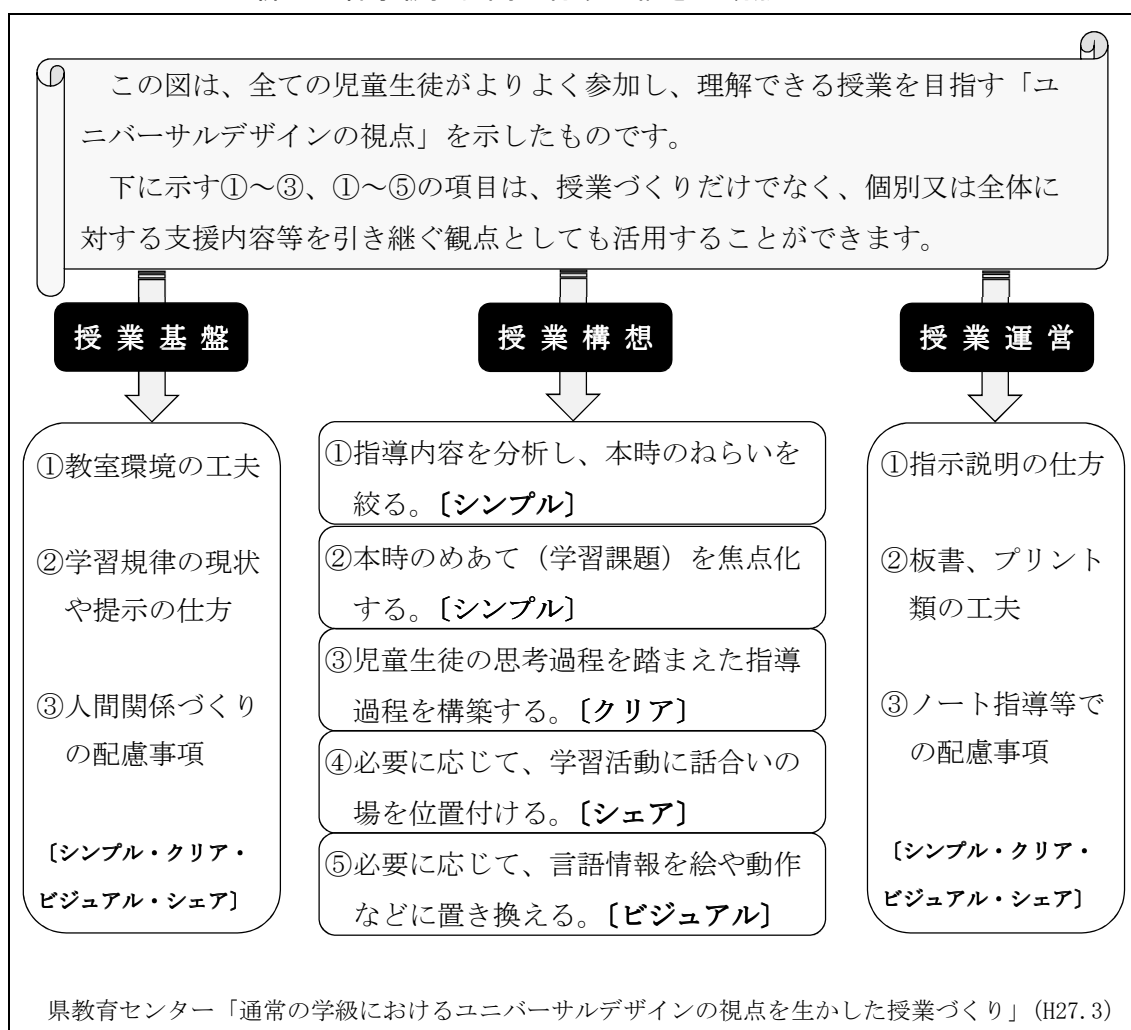 この図は、全ての児童生徒がよりよく参加し、理解できる授業を目指す「ユ
ニバーサルデザインの視点」を示したものです。
下に示す①～③、①～⑤の項目は、授業づくりだけでなく、個別又は全体に
対する支援内容等を引き継ぐ観点としても活用することができます。
授業基盤
①教室環境の工夫
②学習規律の現状
や提示の仕方
③人間関係づくり
の配慮事項
〔シンプル・クリア・
ビジュアル・シェア〕
授業構想
①指導内容を分析し、本時のねらいを
絞る。〔シンプル〕
②本時のめあて（学習課題）を焦点化
する。〔シンプル〕
③児童生徒の思考過程を踏まえた指導
過程を構築する。〔クリア〕
④必要に応じて、学習活動に話合いの
場を位置付ける。〔シェア〕
⑤必要に応じて、言語情報を絵や動作
などに置き換える。〔ビジュアル〕
授業運営
①指示説明の仕方
②板書、プリント
類の工夫
③ノート指導等で
の配慮事項
〔シンプル・クリア・
ビジュアル・シェア〕
県教育センター「通常の学級におけるユニバーサルデザインの視点を生かした授業づくり」(H27.3)